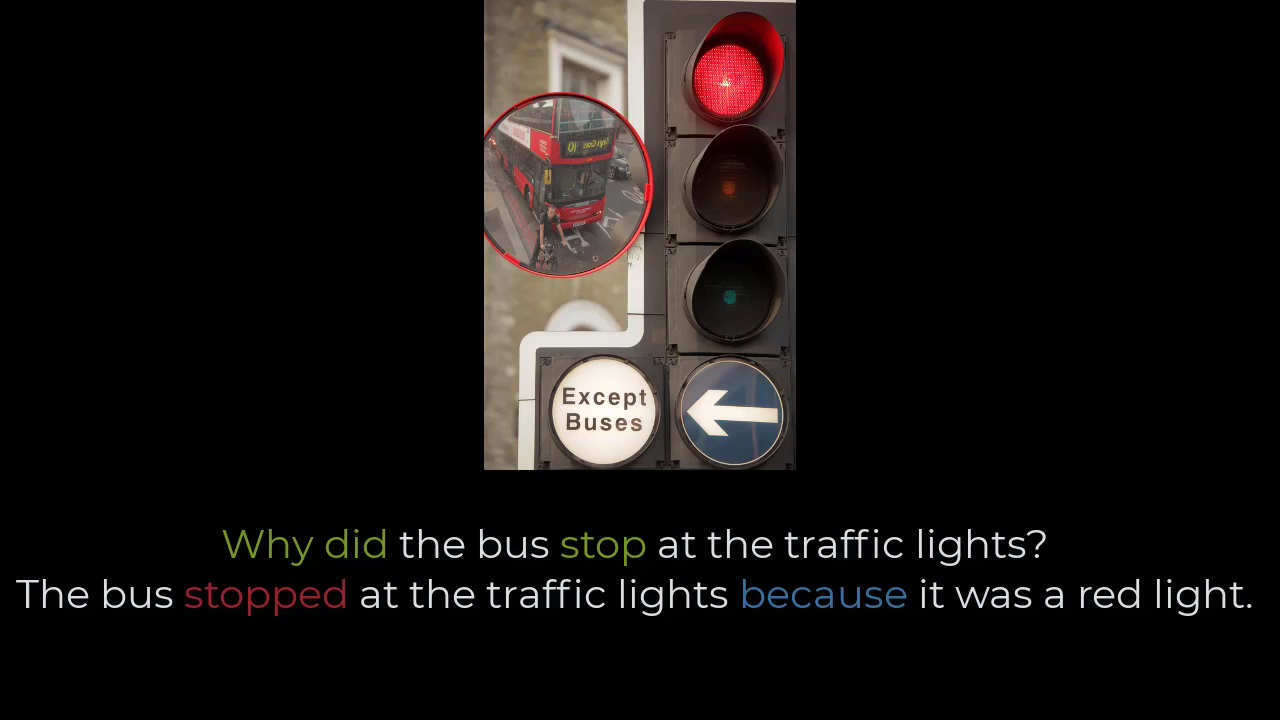 Except
Buses
Why did the bus stop at the traffic lights?
The bus stopped at the traffic lights because it was a red light.